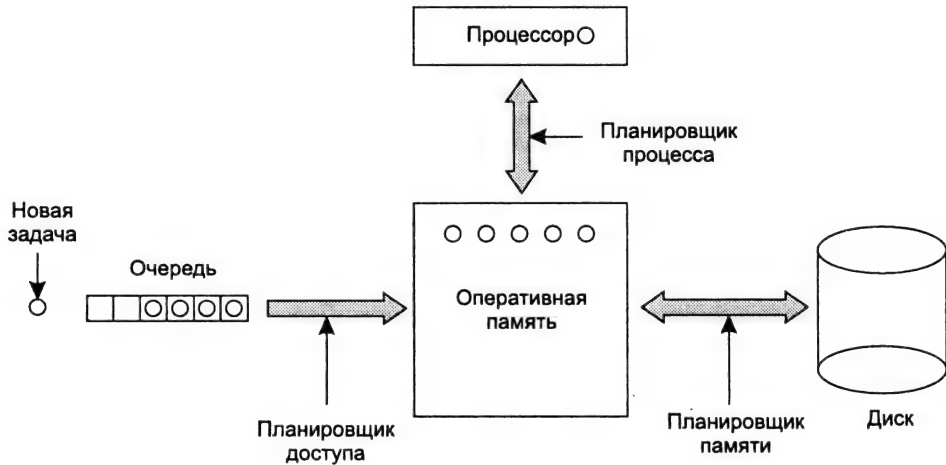 Процессор
Планировщик
процесса
Новая
задача
Очередь
Оперативная
память
Планировщик
доступа
Планировщик
памяти
Диск